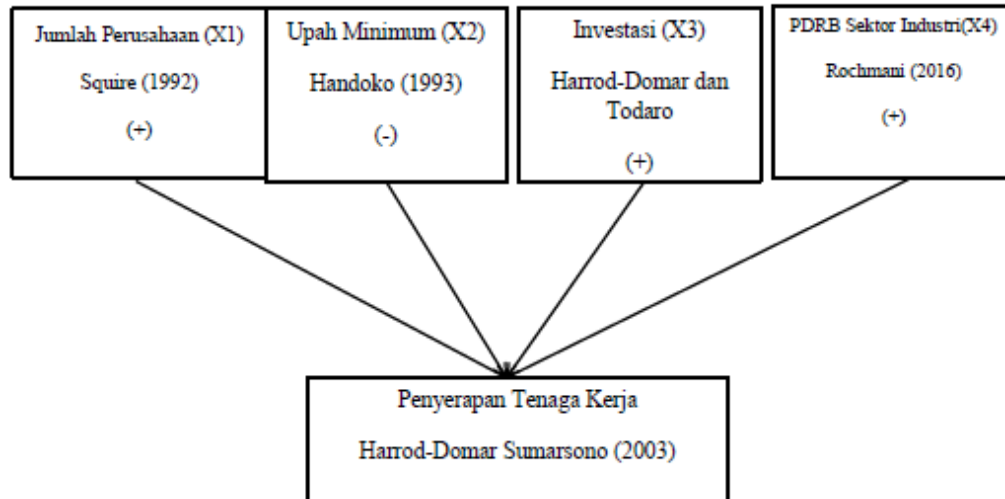 Jumlah Perusahaan (X1)
Squire (1992)
(+)
Upah Minimum (X2)
Handoko (1993)
(-)
Investasi (X3)
Harrod-Domar dan
Todaro
(+)
PDRB Sektor Industri(X4)
Rochmani (2016)
(+)
Penyerapan Tenaga Kerja
Harrod-Domar Sumarsono (2003)